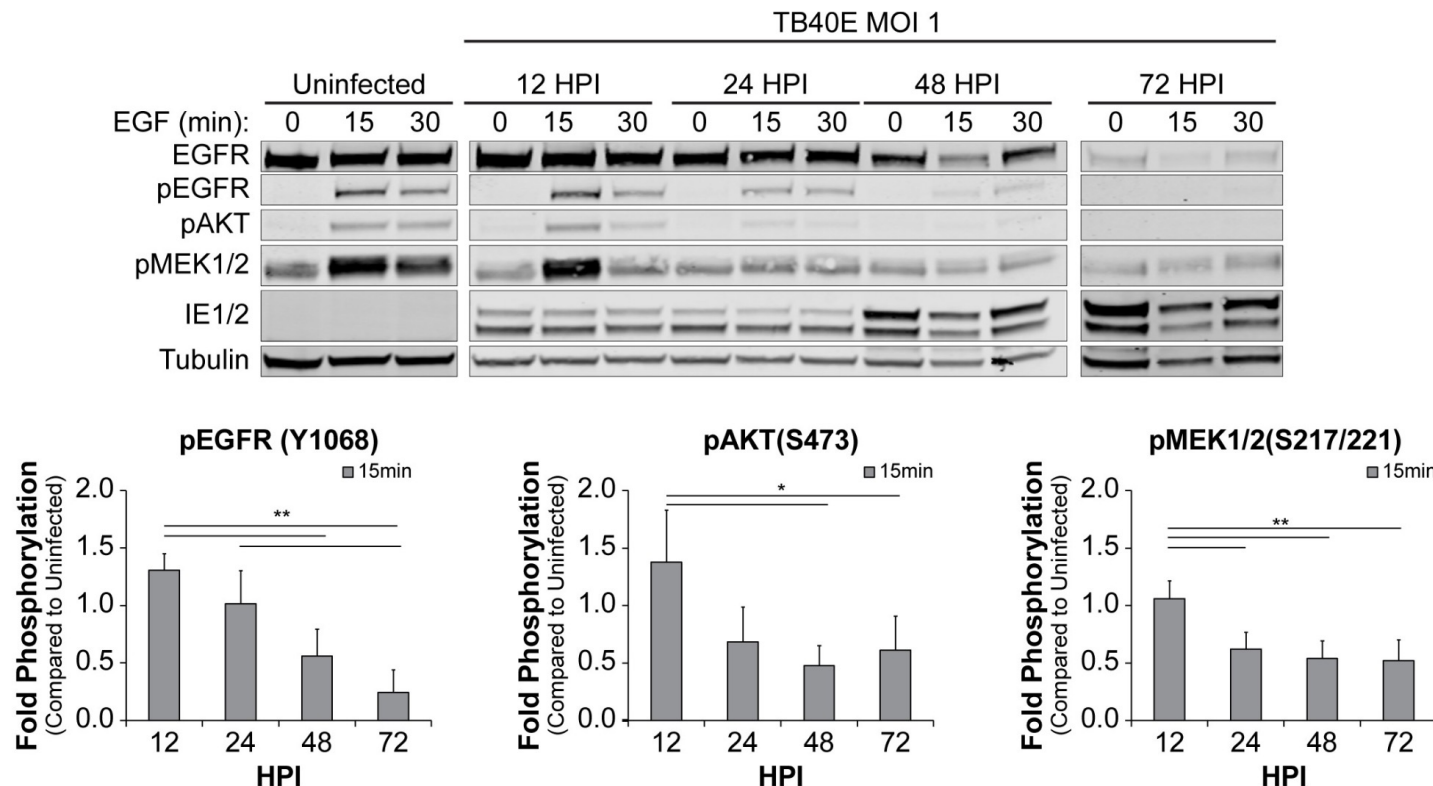 TB40E MOI 1
Uninfected 12 HPI 24 HPI 48 HPI 72 HPI
EGF (min): 0 15 30 0 15 30 0 15 30 0 15 30 0 15 30
EGFR
pEGFR
pAKT
pMEK1/2
IE1/2
Tubulin
pEGFR (Y1068)
15min
Fold Phosphorylation
(Compared to Uninfected)
2.0
1.5
1.0
0.5
0.0
**
12 24 48 72
HPI
pAKT(S473)
15min
Fold Phosphorylation
(Compared to Uninfected)
2.0
1.5
1.0
0.5
0.0
*
12 24 48 72
HPI
pMEK1/2(S217/221)
15min
Fold Phosphorylation
(Compared to Uninfected)
2.0
1.5
1.0
0.5
0.0
**
12 24 48 72
HPI